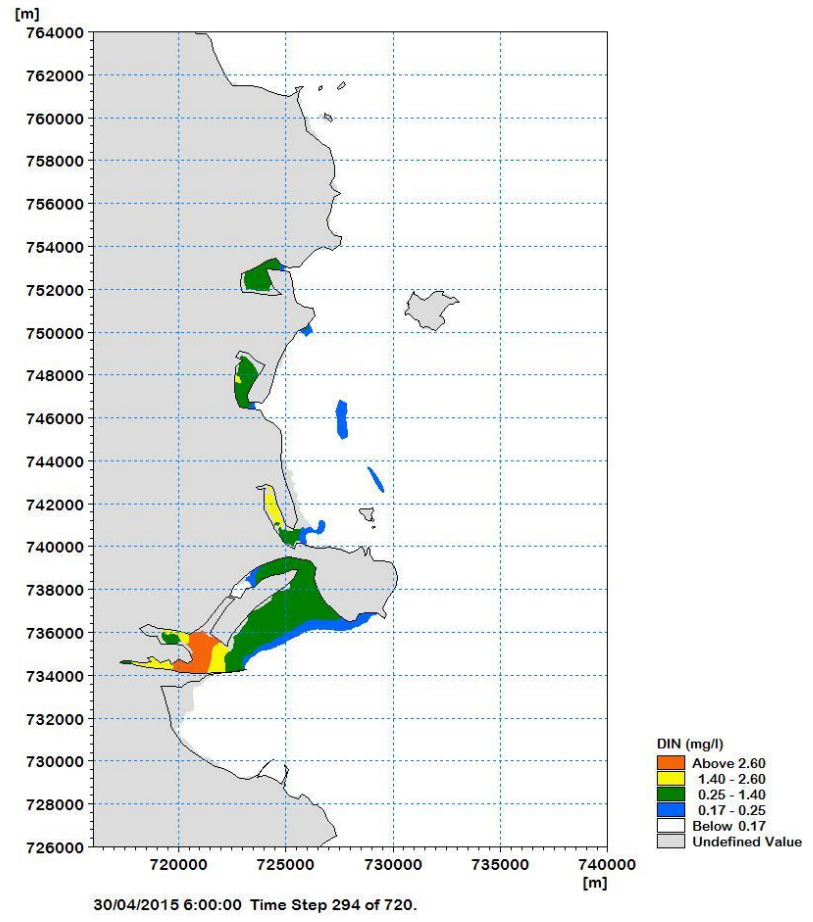 [m]
764000
762000
760000
758000
756000
754000
752000
750000
748000
746000
744000
742000
740000
738000
736000
734000
732000
730000
728000
726000
720000 725000 730000 735000 740000
[m]
DIN (mg/l)
Above 2.60
1.40 - 2.60
0.25 - 1.40
0.17 - 0.25
Below 0.17
Undefined Value
30/04/2015 6:00:00 Time Step 294 of 720.